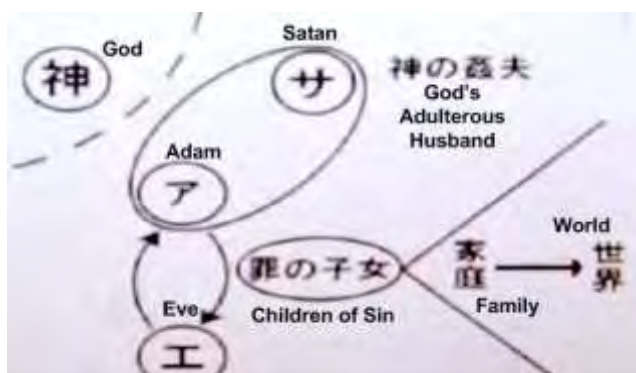 God
神
Satan
サ
神の姦夫
God's
Adulterous
Husband
Adam
ア
罪の子女
Children of Sin
家庭
Family
World
世界
Eve
エ